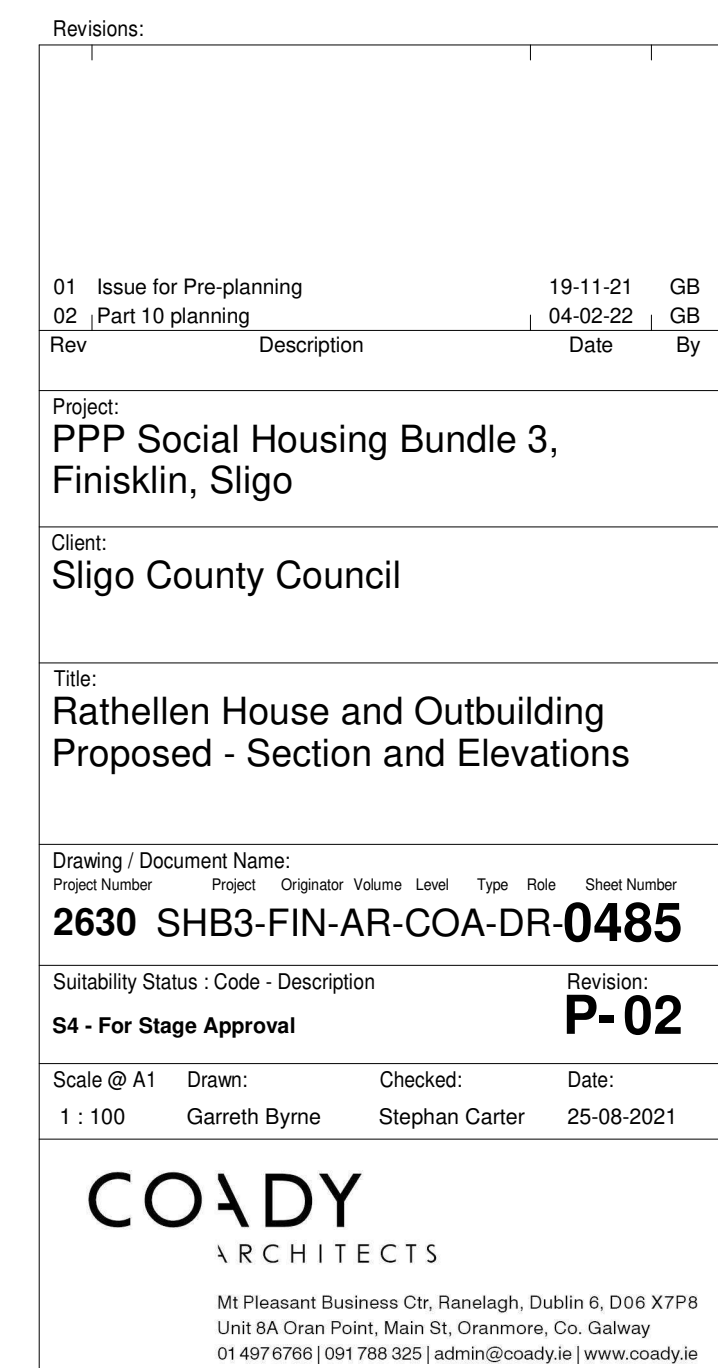 Revisions:
01 Issue for Pre-planning 19-11-21 GB
02 Part 10 planning 04-02-22 GB
Rev Description Date By
Project:
PPP Social Housing Bundle 3,
Finisklin, Sligo
Client:
Sligo County Council
Title:
Rathellen House and Outbuilding
Proposed - Section and Elevations
Drawing / Document Name:
Project Number Project Originator Volume Level Type Role Sheet Number
2630 SHB3-FIN-AR-COA-DR-0485
Suitability Status : Code - Description Revision:
S4 - For Stage Approval P- 02
Scale @ A1 Drawn: Checked: Date:
1 : 100 Garreth Byrne Stephan Carter 25-08-2021
COADY
ARCHITECTS
Mt Pleasant Business Ctr, Ranelagh, Dublin 6, D06 X7P8
Unit 8A Oran Point, Main St, Oranmore, Co. Galway
01 497 6766 | 091 788 325 | admin@coady.ie | www.coady.ie